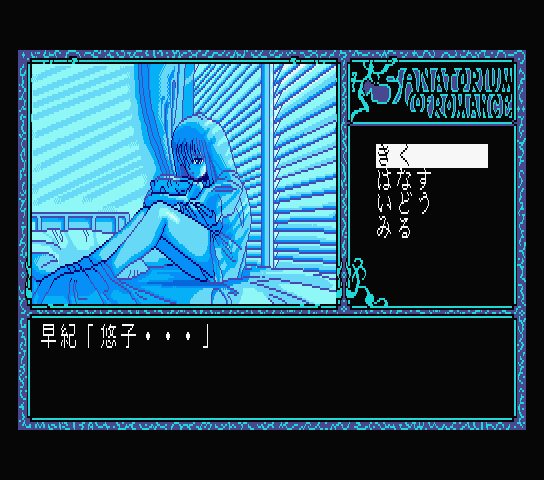 SANATORIUM
OF ROMANCE
きく
はなす
いどう
みる
早紀「悠子・・・」